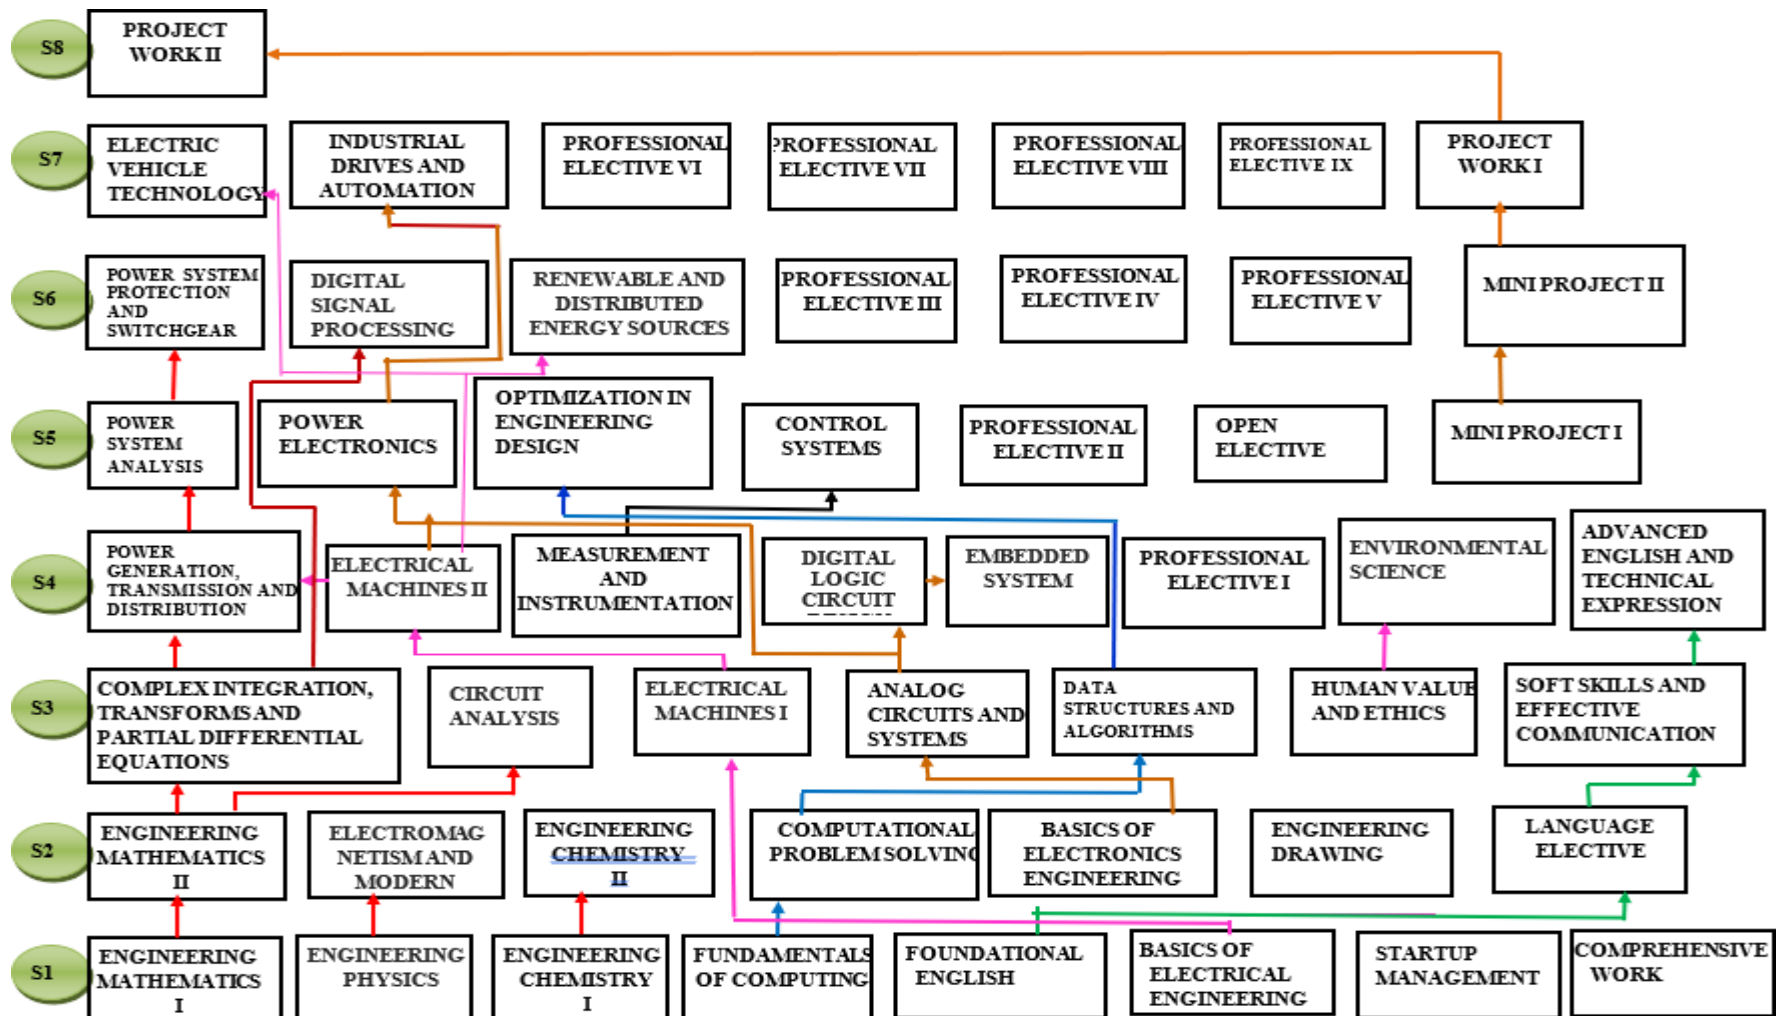 S8
PROJECT
WORK II
S7
ELECTRIC
VEHICLE
TECHNOLOGY
INDUSTRIAL
DRIVES AND
AUTOMATION
PROFESSIONAL
ELECTIVE VI
PROFESSIONAL
ELECTIVE VII
PROFESSIONAL
ELECTIVE VIII
PROFESSIONAL
ELECTIVE IX
PROJECT
WORK I
S6
POWER SYSTEM
PROTECTION
AND
SWITCHGEAR
DIGITAL
SIGNAL
PROCESSING
RENEWABLE AND
DISTRIBUTED
ENERGY SOURCES
PROFESSIONAL
ELECTIVE III
PROFESSIONAL
ELECTIVE IV
PROFESSIONAL
ELECTIVE V
MINI PROJECT II
S5
POWER
SYSTEM
ANALYSIS
POWER
ELECTRONICS
OPTIMIZATION IN
ENGINEERING
DESIGN
CONTROL
SYSTEMS
PROFESSIONAL
ELECTIVE II
OPEN
ELECTIVE
MINI PROJECT I
S4
POWER
GENERATION,
TRANSMISSION AND
DISTRIBUTION
ELECTRICAL
MACHINES II
MEASUREMENT
AND
INSTRUMENTATION
DIGITAL
LOGIC
CIRCUIT
EMBEDDED
SYSTEM
PROFESSIONAL
ELECTIVE I
ENVIRONMENTAL
SCIENCE
ADVANCED
ENGLISH AND
TECHNICAL
EXPRESSION
S3
COMPLEX INTEGRATION,
TRANSFORMS AND
PARTIAL DIFFERENTIAL
EQUATIONS
CIRCUIT
ANALYSIS
ELECTRICAL
MACHINES I
ANALOG
CIRCUITS AND
SYSTEMS
DATA
STRUCTURES AND
ALGORITHMS
HUMAN VALUE
AND ETHICS
SOFT SKILLS AND
EFFECTIVE
COMMUNICATION
S2
ENGINEERING
MATHEMATICS
II
ELECTROMAG
NETISM AND
MODERN
ENGINEERING
CHEMISTRY
II
COMPUTATIONAL
PROBLEM SOLVING
BASICS OF
ELECTRONICS
ENGINEERING
ENGINEERING
DRAWING
LANGUAGE
ELECTIVE
S1
ENGINEERING
MATHEMATICS
I
ENGINEERING
PHYSICS
ENGINEERING
CHEMISTRY
I
FUNDAMENTALS
OF COMPUTING
FOUNDATIONAL
ENGLISH
BASICS OF
ELECTRICAL
ENGINEERING
STARTUP
MANAGEMENT
COMPREHENSIVE
WORK